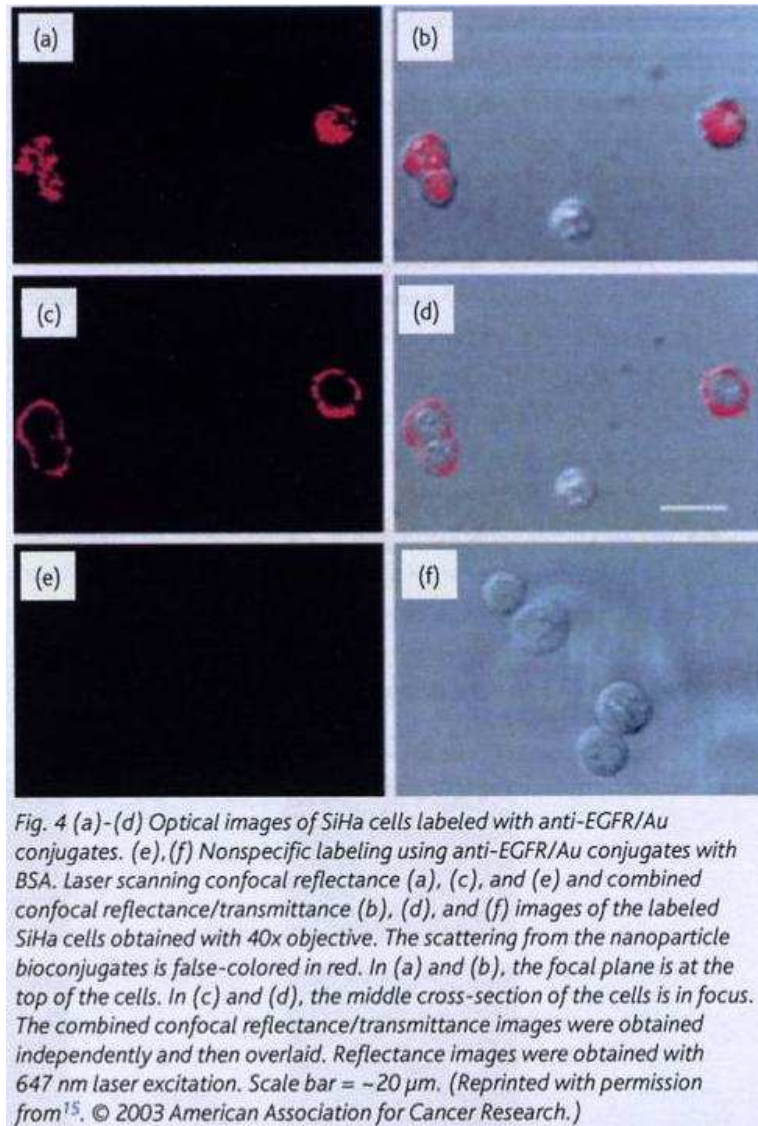 (a)
(b)
(c)
(d)
(e)
(f)
Fig. 4 (a)-(d) Optical images of SiHa cells labeled with anti-EGFR/Au
conjugates. (e),(f) Nonspecific labeling using anti-EGFR/Au conjugates with
BSA. Laser scanning confocal reflectance (a), (c), and (e) and combined
confocal reflectance/transmittance (b), (d), and (f) images of the labeled
SiHa cells obtained with 40x objective. The scattering from the nanoparticle
bioconjugates is false-colored in red. In (a) and (b), the focal plane is at the
top of the cells. In (c) and (d), the middle cross-section of the cells is in focus.
The combined confocal reflectance/transmittance images were obtained
independently and then overlaid. Reflectance images were obtained with
647 nm laser excitation. Scale bar = ~20 μm. (Reprinted with permission
from15. © 2003 American Association for Cancer Research.)